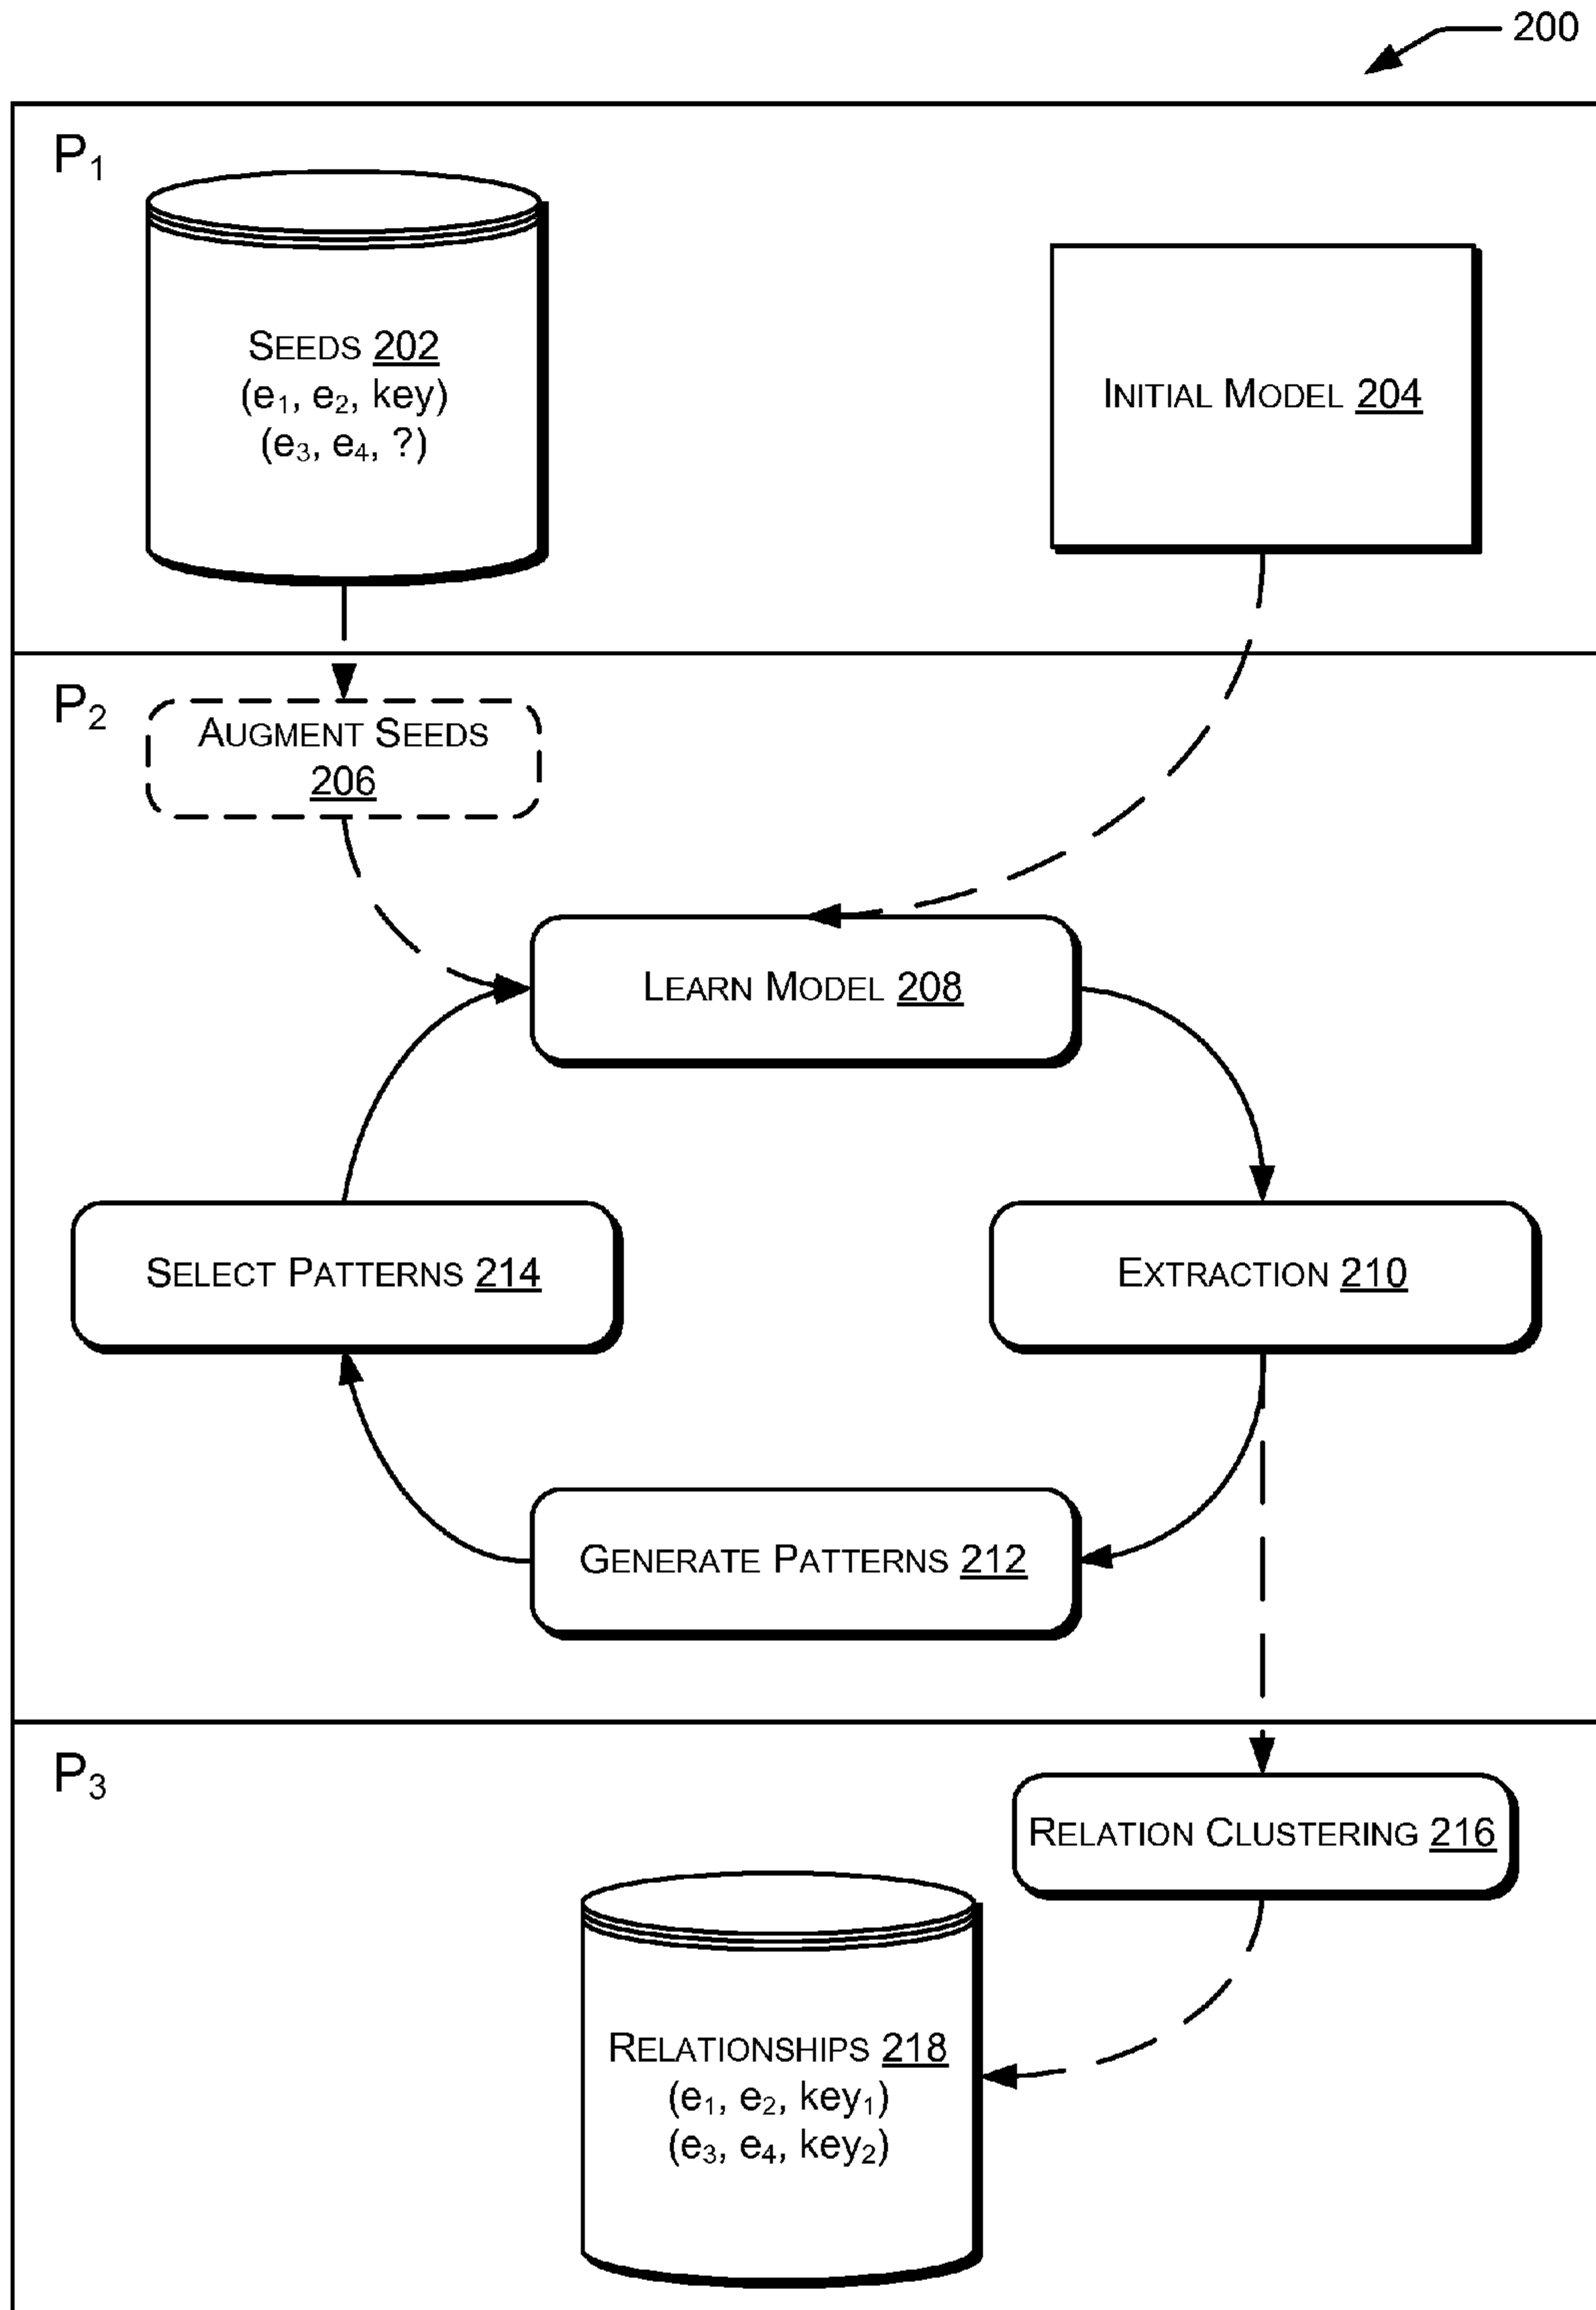 200
P₁
SEEDS 202
(e₁, e₂, key)
(e₃, e₄, ?)
INITIAL MODEL 204
P₂
AUGMENT SEEDS
206
LEARN MODEL 208
SELECT PATTERNS 214
EXTRACTION 210
GENERATE PATTERNS 212
P₃
RELATION CLUSTERING 216
RELATIONSHIPS 218
(e₁, e₂, key₁)
(e₃, e₄, key₂)